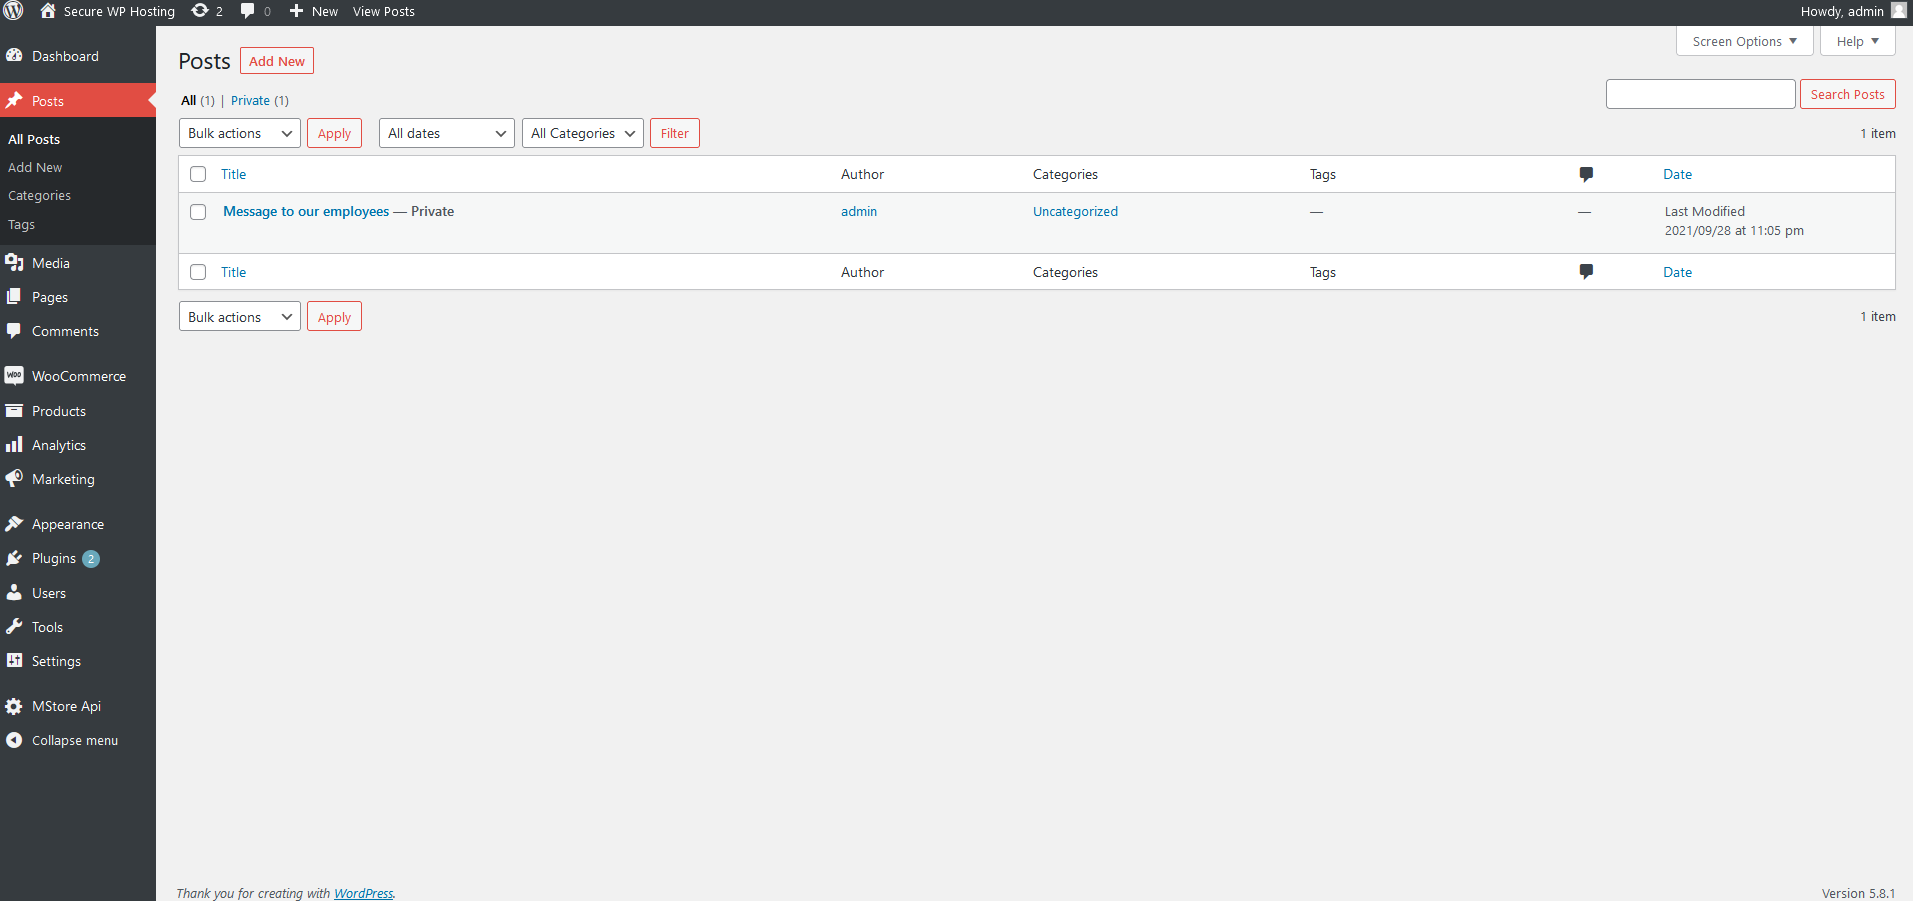 Secure WP Hosting 2 0 New View Posts Howdy, admin
Dashboard
Posts
All Posts
Add New
Categories
Tags
Media
Pages
Comments
WOO WooCommerce
Products
Analytics
Marketing
Appearance
Plugins 2
Users
Tools
Settings
MStore Api
Collapse menu
Screen Options Help
Posts Add New
All (1) | Private (1)
Search Posts
Bulk actions Apply All dates All Categories Filter 1 item
Title Author Categories Tags Date
Message to our employees — Private admin Uncategorized — — Last Modified
2021/09/28 at 11:05 pm
Title Author Categories Tags Date
Bulk actions Apply 1 item
Thank you for creating with WordPress. Version 5.8.1